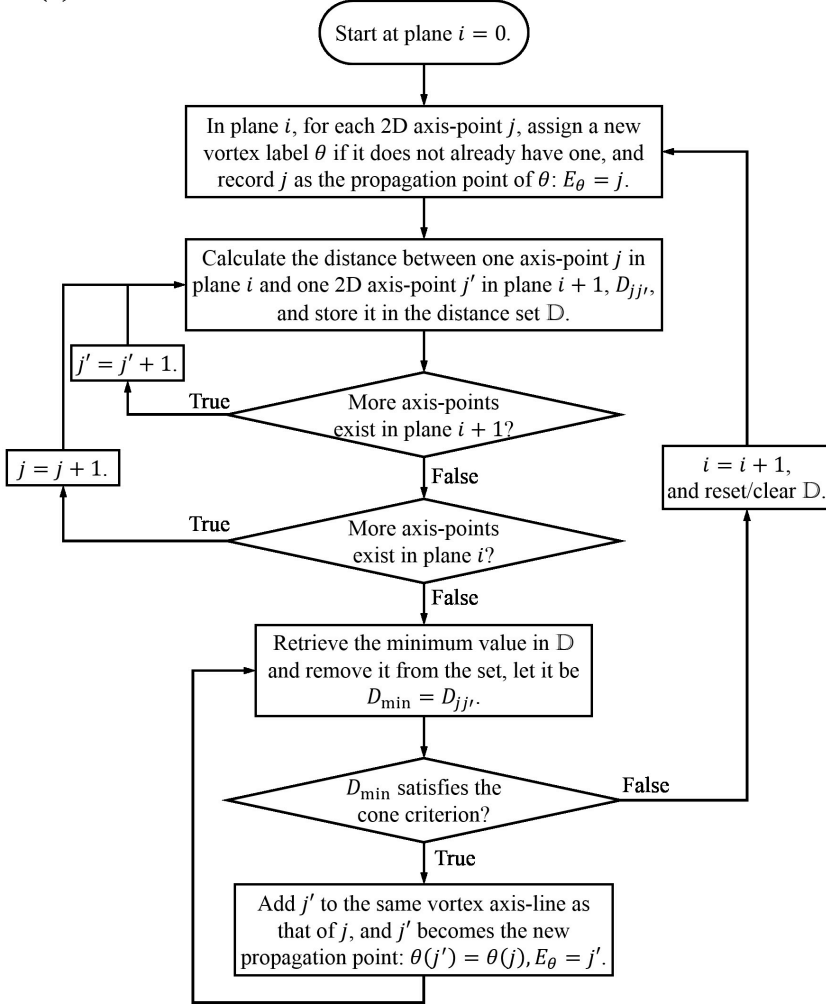 Start at plane i = 0.
In plane i, for each 2D axis-point j, assign a new
vortex label θ if it does not already have one, and
record j as the propagation point of θ: E_θ = j.
Calculate the distance between one axis-point j in
plane i and one 2D axis-point j′ in plane i + 1, D_jj′,
and store it in the distance set 𝔻.
j′ = j′ + 1.
True
More axis-points
exist in plane i + 1?
False
j = j + 1.
True
More axis-points
exist in plane i?
False
i = i + 1,
and reset/clear 𝔻.
Retrieve the minimum value in 𝔻
and remove it from the set, let it be
D_min = D_jj′.
D_min satisfies the
cone criterion?
False
True
Add j′ to the same vortex axis-line as
that of j, and j′ becomes the new
propagation point: θ(j′) = θ(j), E_θ = j′.